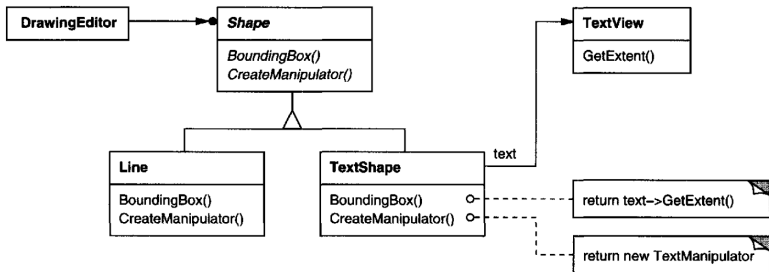 DrawingEditor
Shape
BoundingBox()
CreateManipulator()
TextView
GetExtent()
Line
BoundingBox()
CreateManipulator()
TextShape
BoundingBox()
CreateManipulator()
text
return text–>GetExtent()
return new TextManipulator